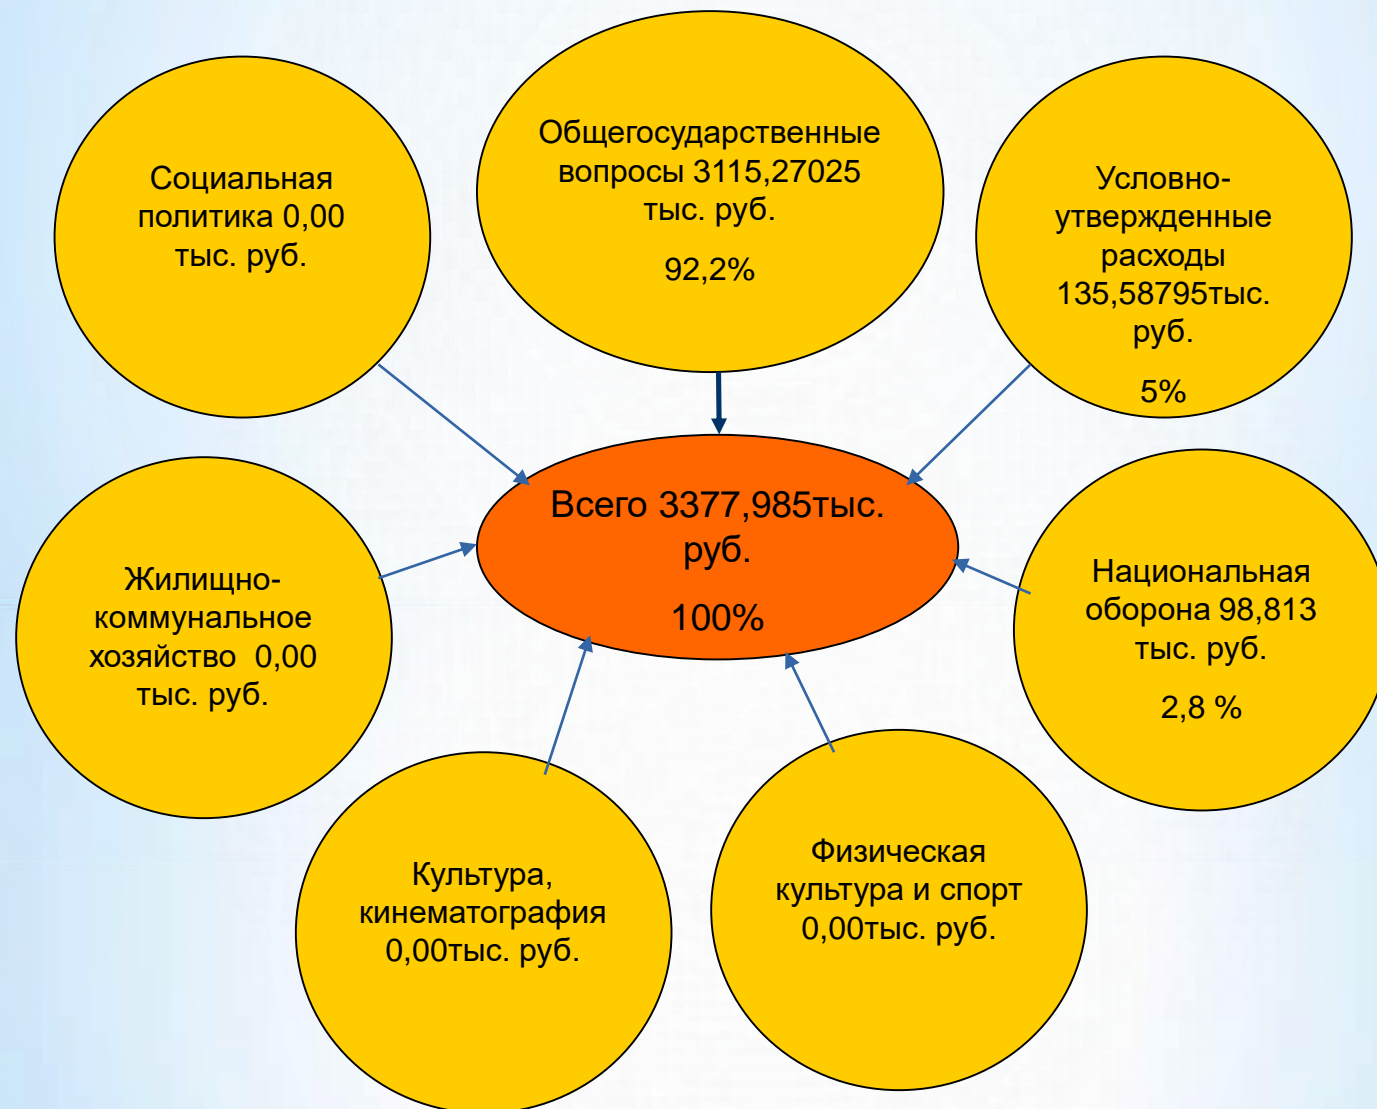 Общегосударственные
вопросы 3115,27025
тыс. руб.
92,2%
Социальная
политика 0,00
тыс. руб.
Условно-
утвержденные
расходы
135,58795тыс.
руб.
5%
Всего 3377,985тыс.
руб.
100%
Жилищно-
коммунальное
хозяйство  0,00
тыс. руб.
Национальная
оборона 98,813
тыс. руб.
2,8 %
Культура,
кинематография
0,00тыс. руб.
Физическая
культура и спорт
0,00тыс. руб.